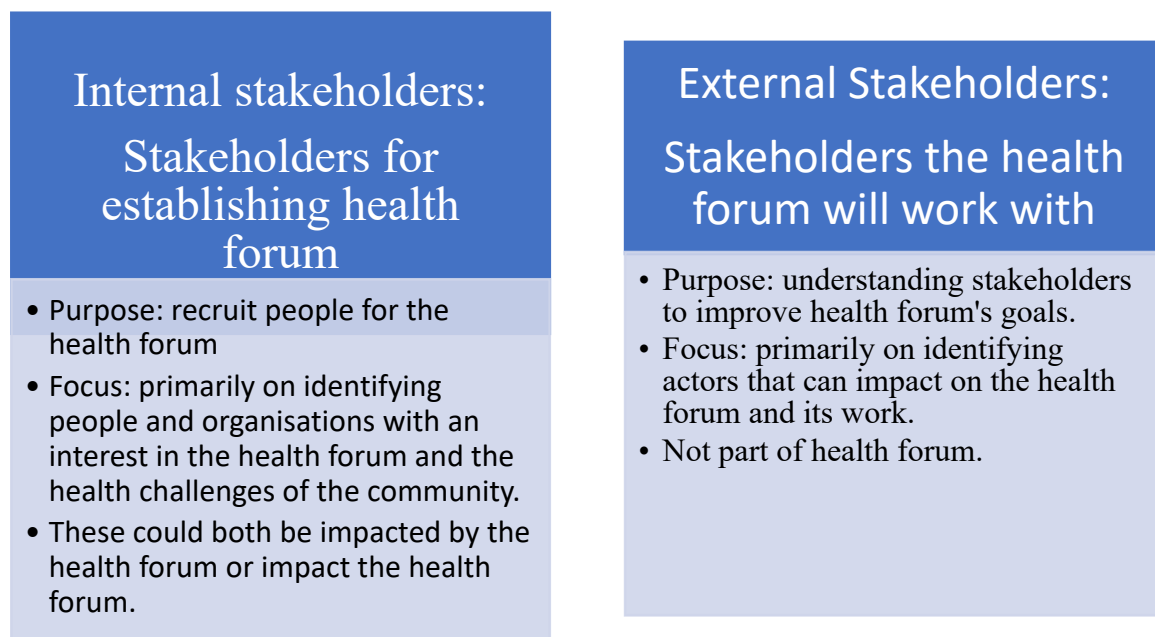 Internal stakeholders:
Stakeholders for
establishing health
forum
• Purpose: recruit people for the
health forum
• Focus: primarily on identifying
people and organisations with an
interest in the health forum and the
health challenges of the community.
• These could both be impacted by the
health forum or impact the health
forum.
External Stakeholders:
Stakeholders the health
forum will work with
• Purpose: understanding stakeholders
to improve health forum's goals.
• Focus: primarily on identifying
actors that can impact on the health
forum and its work.
• Not part of health forum.